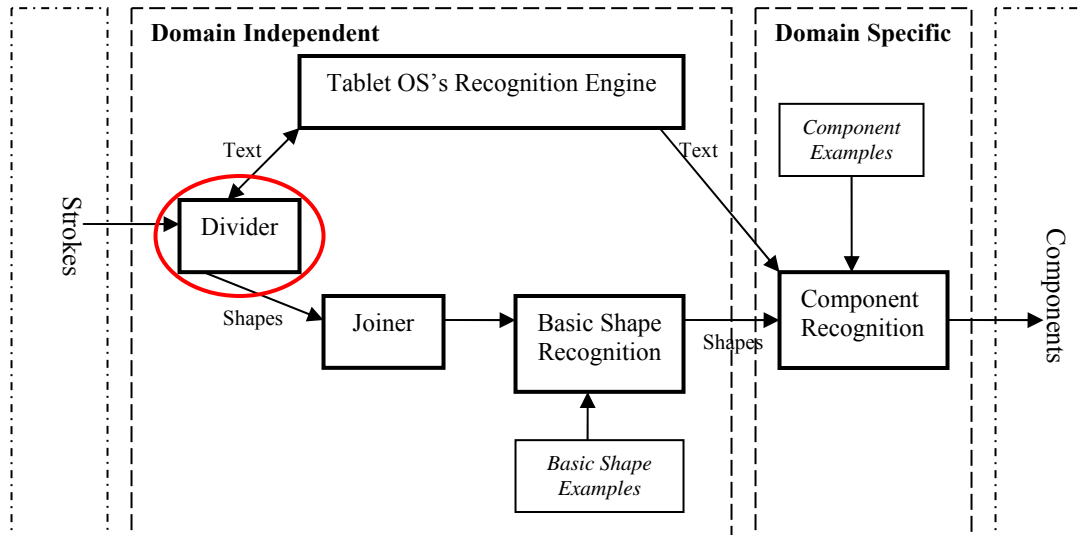 Domain Independent
Domain Specific
Tablet OS’s Recognition Engine
Component
Examples
Text
Text
Strokes
Divider
Components
Shapes
Joiner
Basic Shape
Recognition
Shapes
Component
Recognition
Basic Shape
Examples